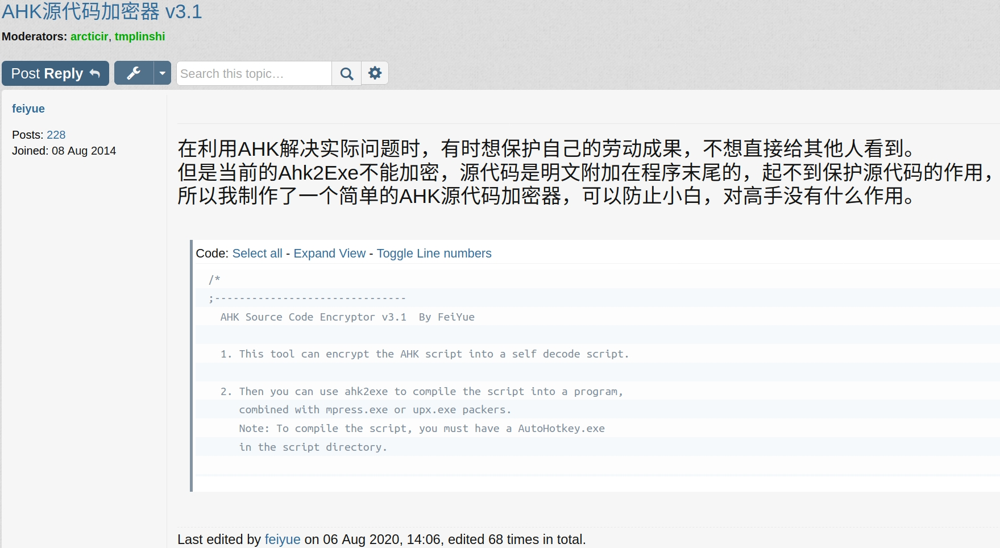 AHK源代码加密器 v3.1
Moderators: arcticir, tmplinshi
Post Reply
Search this topic…
feiyue
Posts: 228
Joined: 08 Aug 2014
在利用AHK解决实际问题时，有时想保护自己的劳动成果，不想直接给其他人看到。
但是当前的Ahk2Exe不能加密，源代码是明文附加在程序末尾的，起不到保护源代码的作用，
所以我制作了一个简单的AHK源代码加密器，可以防止小白，对高手没有什么作用。
Code: Select all - Expand View - Toggle Line numbers
/*
;-------------------------------
AHK Source Code Encryptor v3.1  By FeiYue
1. This tool can encrypt the AHK script into a self decode script.
2. Then you can use ahk2exe to compile the script into a program,
combined with mpress.exe or upx.exe packers.
Note: To compile the script, you must have a AutoHotkey.exe
in the script directory.
Last edited by feiyue on 06 Aug 2020, 14:06, edited 68 times in total.